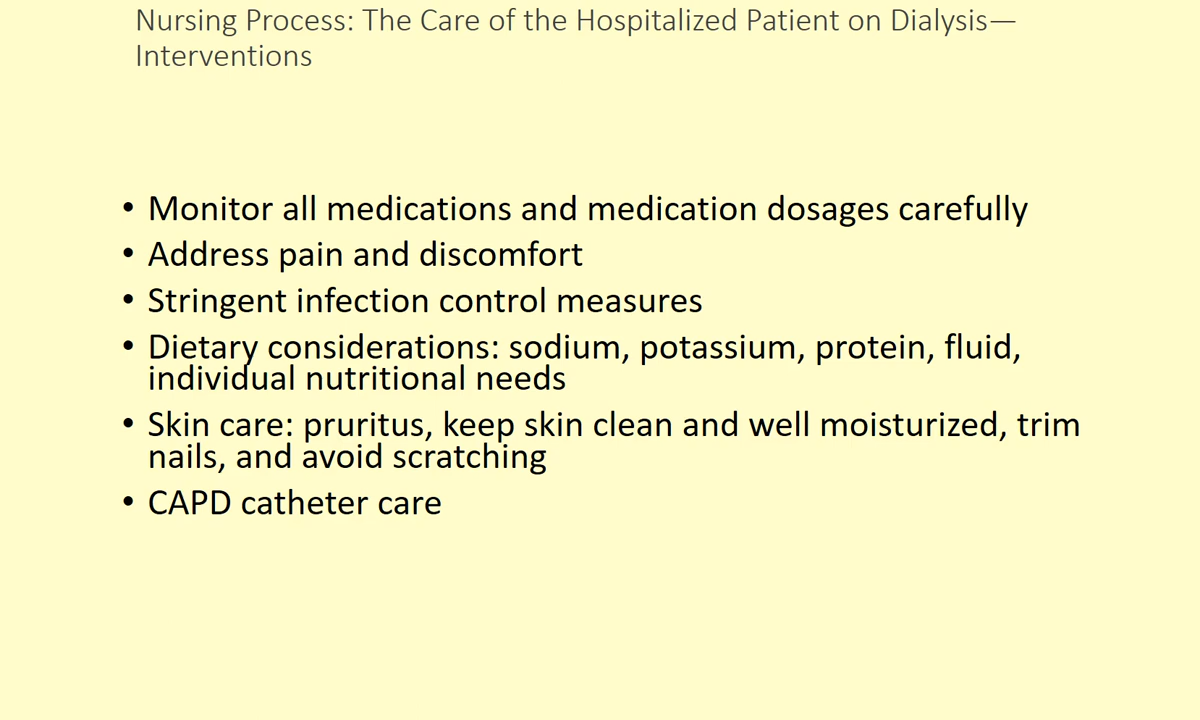 Nursing Process: The Care of the Hospitalized Patient on Dialysis—
Interventions
• Monitor all medications and medication dosages carefully
• Address pain and discomfort
• Stringent infection control measures
• Dietary considerations: sodium, potassium, protein, fluid,
individual nutritional needs
• Skin care: pruritus, keep skin clean and well moisturized, trim
nails, and avoid scratching
• CAPD catheter care